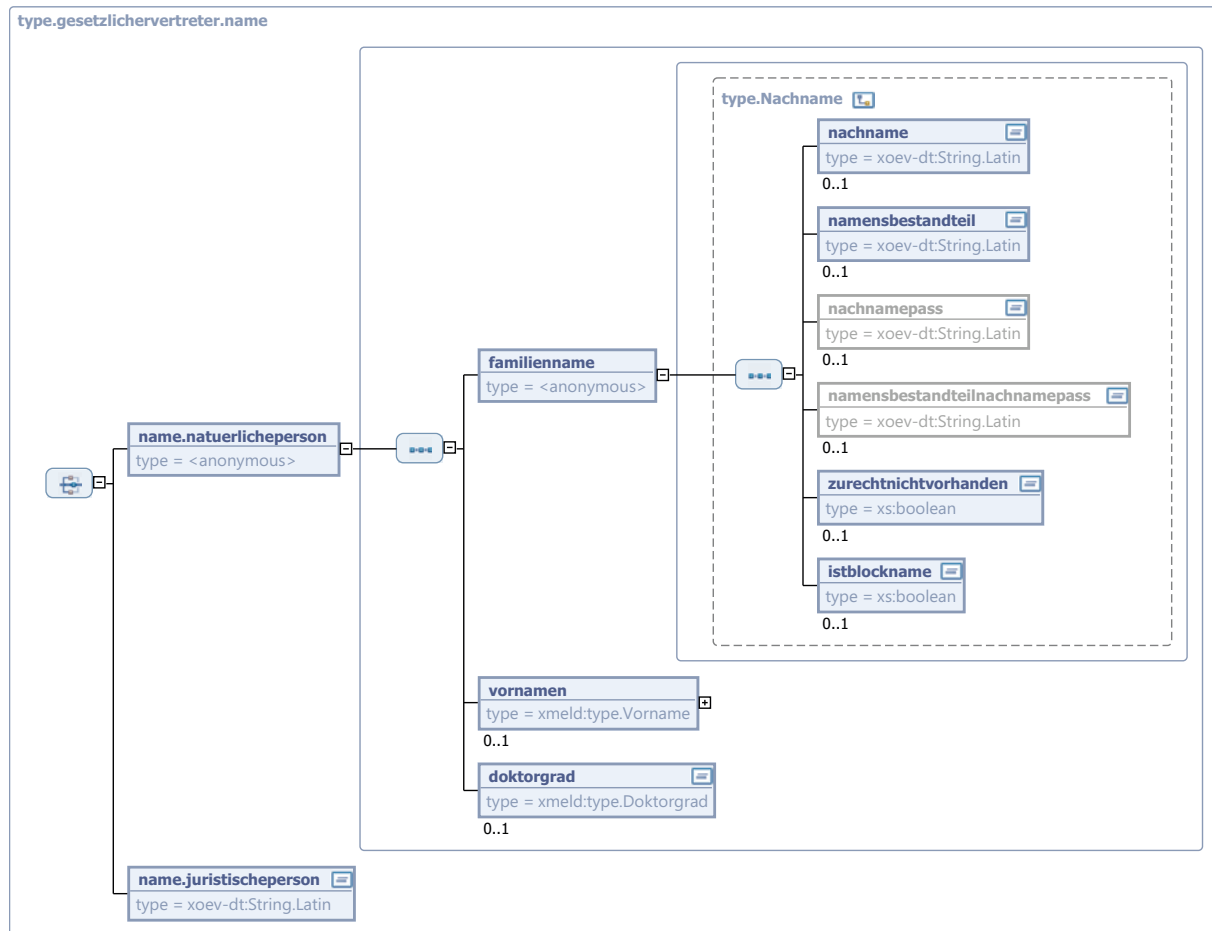 type.gesetzlichervertreter.name
type.Nachname
nachname
type = xoev-dt:String.Latin
0..1
namensbestandteil
type = xoev-dt:String.Latin
0..1
nachnamepass
type = xoev-dt:String.Latin
0..1
familienname
type = <anonymous>
namensbestandteilnachnamepass
type = xoev-dt:String.Latin
0..1
name.natuerlicheperson
type = <anonymous>
zurechtnichtvorhanden
type = xs:boolean
0..1
istblockname
type = xs:boolean
0..1
vornamen
type = xmeld:type.Vorname
0..1
doktorgrad
type = xmeld:type.Doktorgrad
0..1
name.juristischeperson
type = xoev-dt:String.Latin